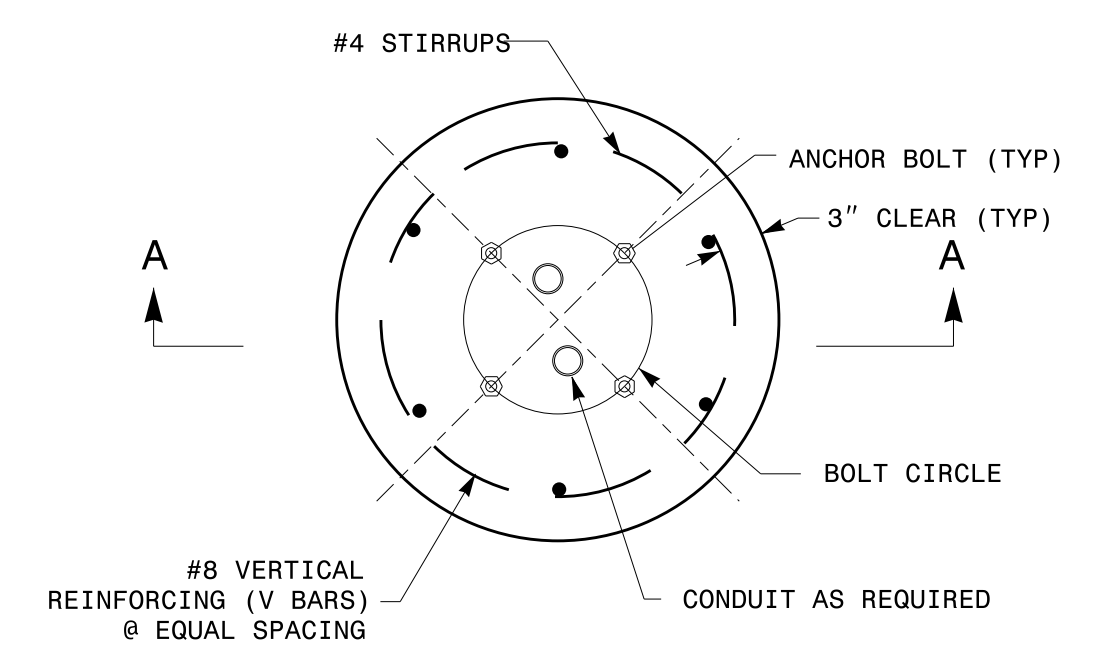 #4 STIRRUPS
ANCHOR BOLT (TYP)
3" CLEAR (TYP)
A
A
BOLT CIRCLE
#8 VERTICAL
REINFORCING (V BARS)
@ EQUAL SPACING
CONDUIT AS REQUIRED